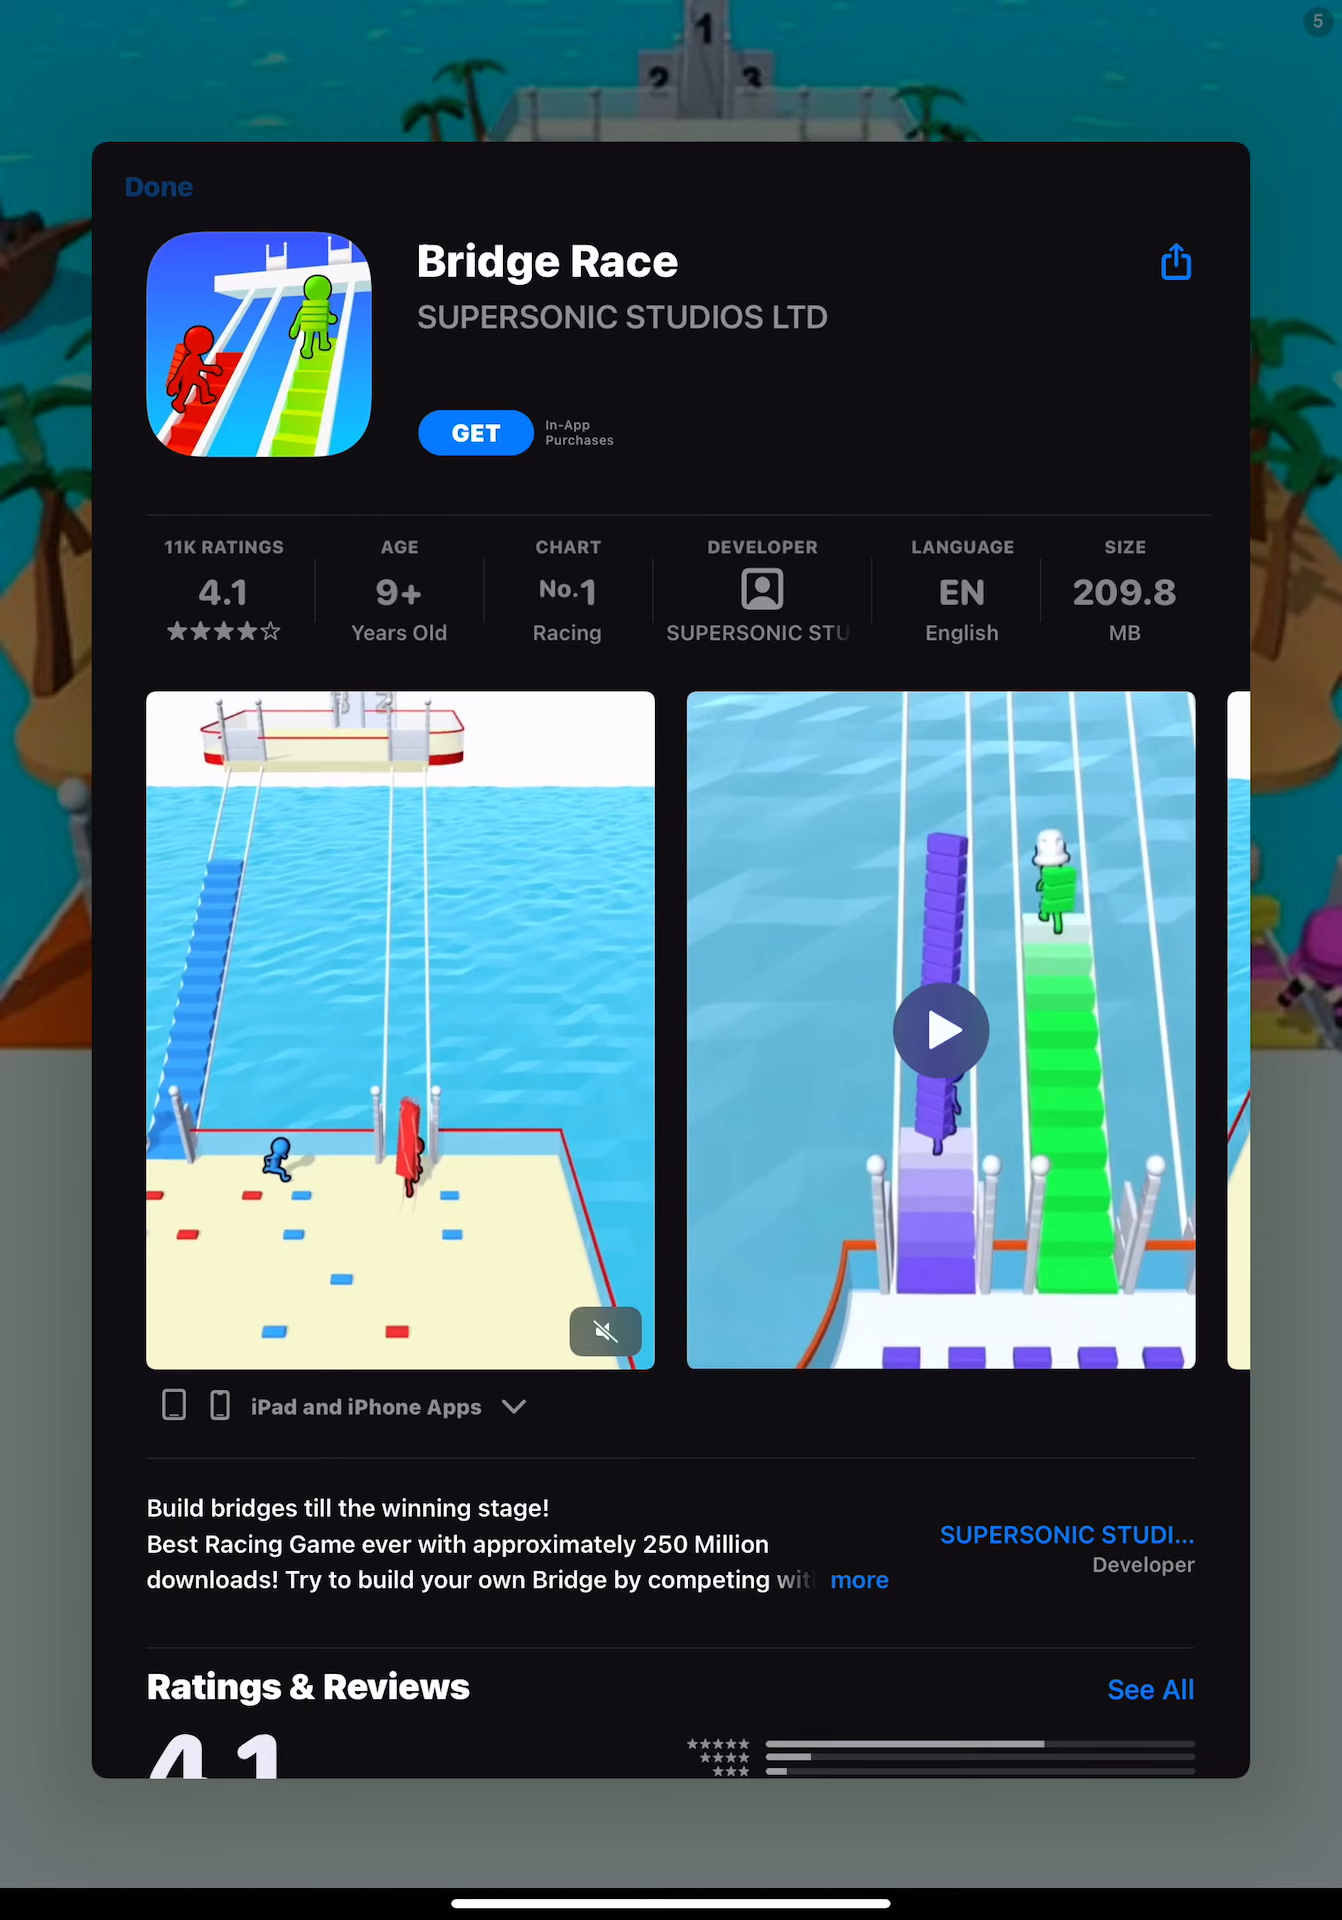 5
1
2 3
Done
Bridge Race
SUPERSONIC STUDIOS LTD
GET
In-App
Purchases
11K RATINGS
4.1
AGE
9+
Years Old
CHART
No.1
Racing
DEVELOPER
SUPERSONIC STU
LANGUAGE
EN
English
SIZE
209.8
MB
iPad and iPhone Apps
Build bridges till the winning stage!
Best Racing Game ever with approximately 250 Million
downloads! Try to build your own Bridge by competing wit more
SUPERSONIC STUDI...
Developer
Ratings & Reviews
See All
4.1